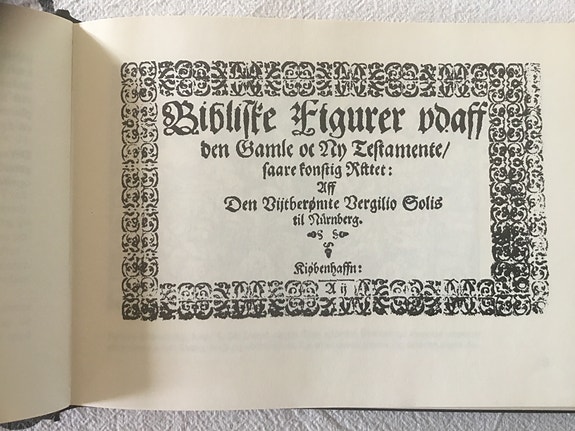 Bibliske Figurer vdaff
den Gamle oc Ny Testamente/
saare konstig Rittet:
Aff
Den Vijtberømte Vergilio Solis
til Nürnberg.
Kiøbenhaffn:
A ij